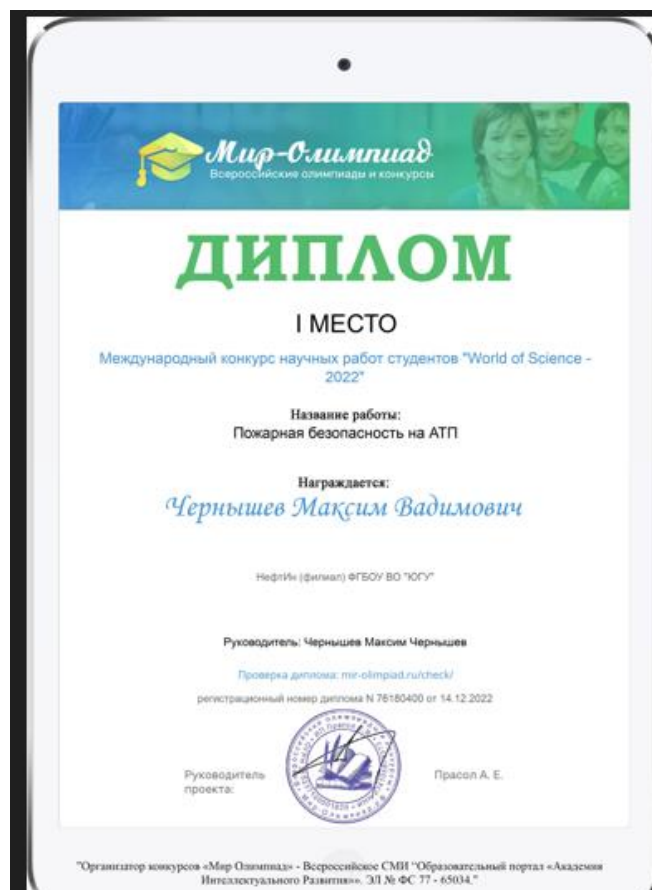 Мир-Олимпиад
Всероссийские олимпиады и конкурсы
ДИПЛОМ
I МЕСТО
Международный конкурс научных работ студентов "World of Science -
2022"
Название работы:
Пожарная безопасность на АТП
Награждается:
Чернышев Максим Вадимович
НефтИн (филиал) ФГБОУ ВО "ЮГУ"
Руководитель: Чернышев Максим Чернышев
Проверка диплома: mir-olimpiad.ru/check/
регистрационный номер диплома N 76180400 от 14.12.2022
Руководитель
проекта:
Прасол А. Е.
"Организатор конкурсов «Мир Олимпиад» - Всероссийское СМИ "Образовательный портал «Академия
Интеллектуального Развития»». ЭЛ № ФС 77 - 65034."